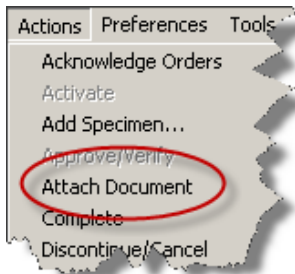 Actions Preferences Tools
Acknowledge Orders
Activate
Add Specimen...
Approve/Verify
Attach Document
Complete
Discontinue/Cancel